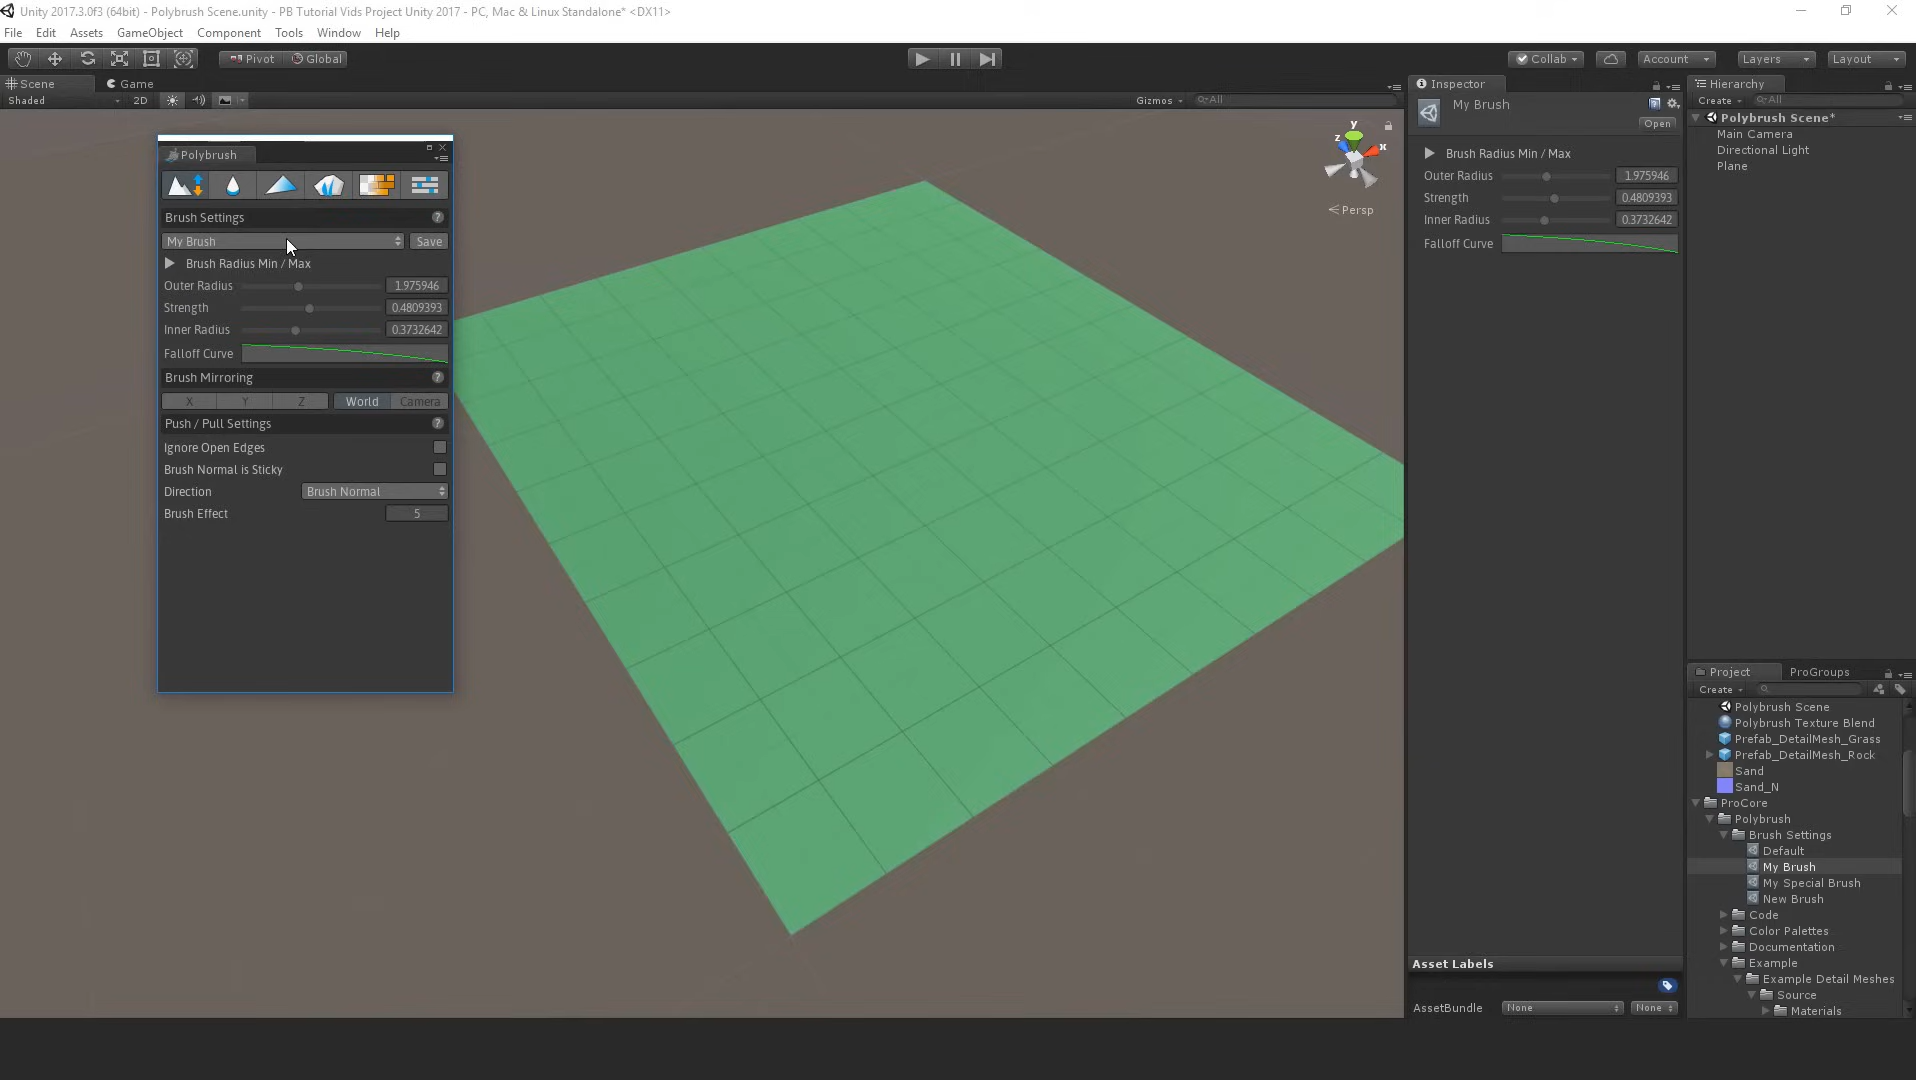 Unity 2017.3.0f3 (64bit) - Polybrush Scene.unity - PB Tutorial Vids Project Unity 2017 - PC, Mac & Linux Standalone* <DX11>
File Edit Assets GameObject Component Tools Window Help
Pivot Global Collab Account Layers Layout
Scene Game
Shaded 2D Gizmos All
Polybrush
Brush Settings ?
My Brush Save
Brush Radius Min / Max
Outer Radius 1.975946
Strength 0.4809393
Inner Radius 0.3732642
Falloff Curve
Brush Mirroring ?
X Y Z World Camera
Push / Pull Settings ?
Ignore Open Edges
Brush Normal is Sticky
Direction Brush Normal
Brush Effect 5
y
z x
Persp
Inspector
My Brush
Open
Brush Radius Min / Max
Outer Radius 1.975946
Strength 0.4809393
Inner Radius 0.3732642
Falloff Curve
Asset Labels
AssetBundle None None
Hierarchy
Create All
Polybrush Scene*
Main Camera
Directional Light
Plane
Project ProGroups
Create
Polybrush Scene
Polybrush Texture Blend
Prefab_DetailMesh_Grass
Prefab_DetailMesh_Rock
Sand
Sand_N
ProCore
Polybrush
Brush Settings
Default
My Brush
My Special Brush
New Brush
Code
Color Palettes
Documentation
Example
Example Detail Meshes
Source
Materials